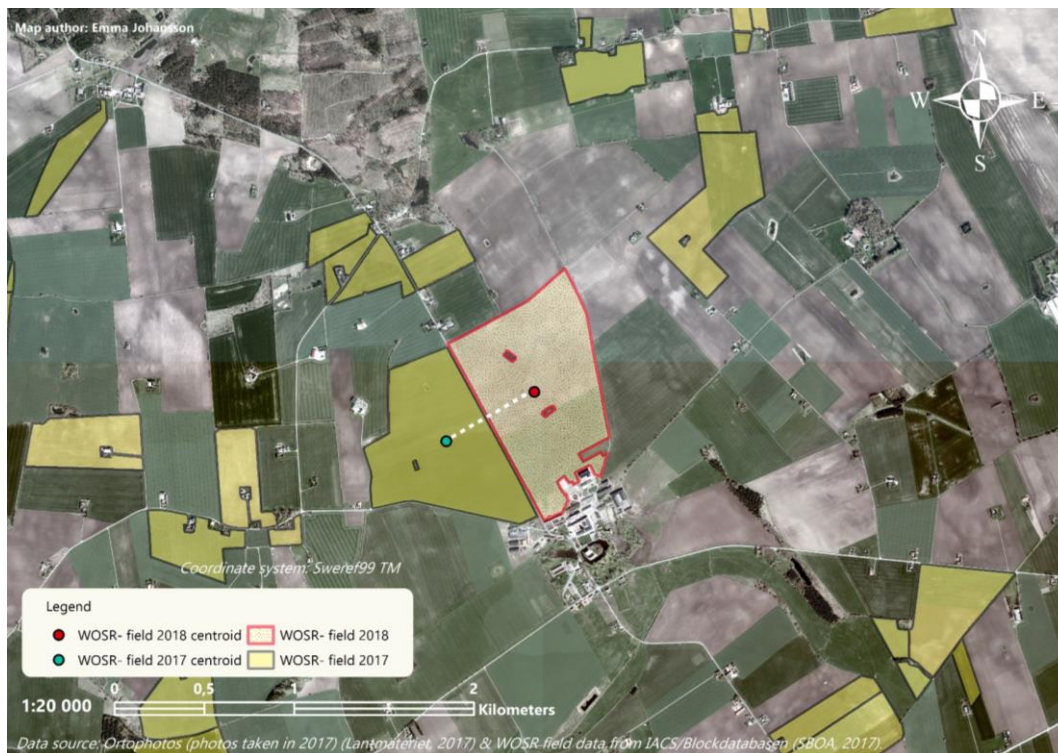 Map author: Emma Johansson
N
W E
S
Coordinate system: Sweref99 TM
Legend
WOSR- field 2018 centroid WOSR- field 2018
WOSR- field 2017 centroid WOSR- field 2017
0 0,5 1 2
1:20 000 Kilometers
Data source: Ortophotos (photos taken in 2017) (Lantmäteriet, 2017) & WOSR field data from IACS/Blockdatabasen (SBOA, 2017)